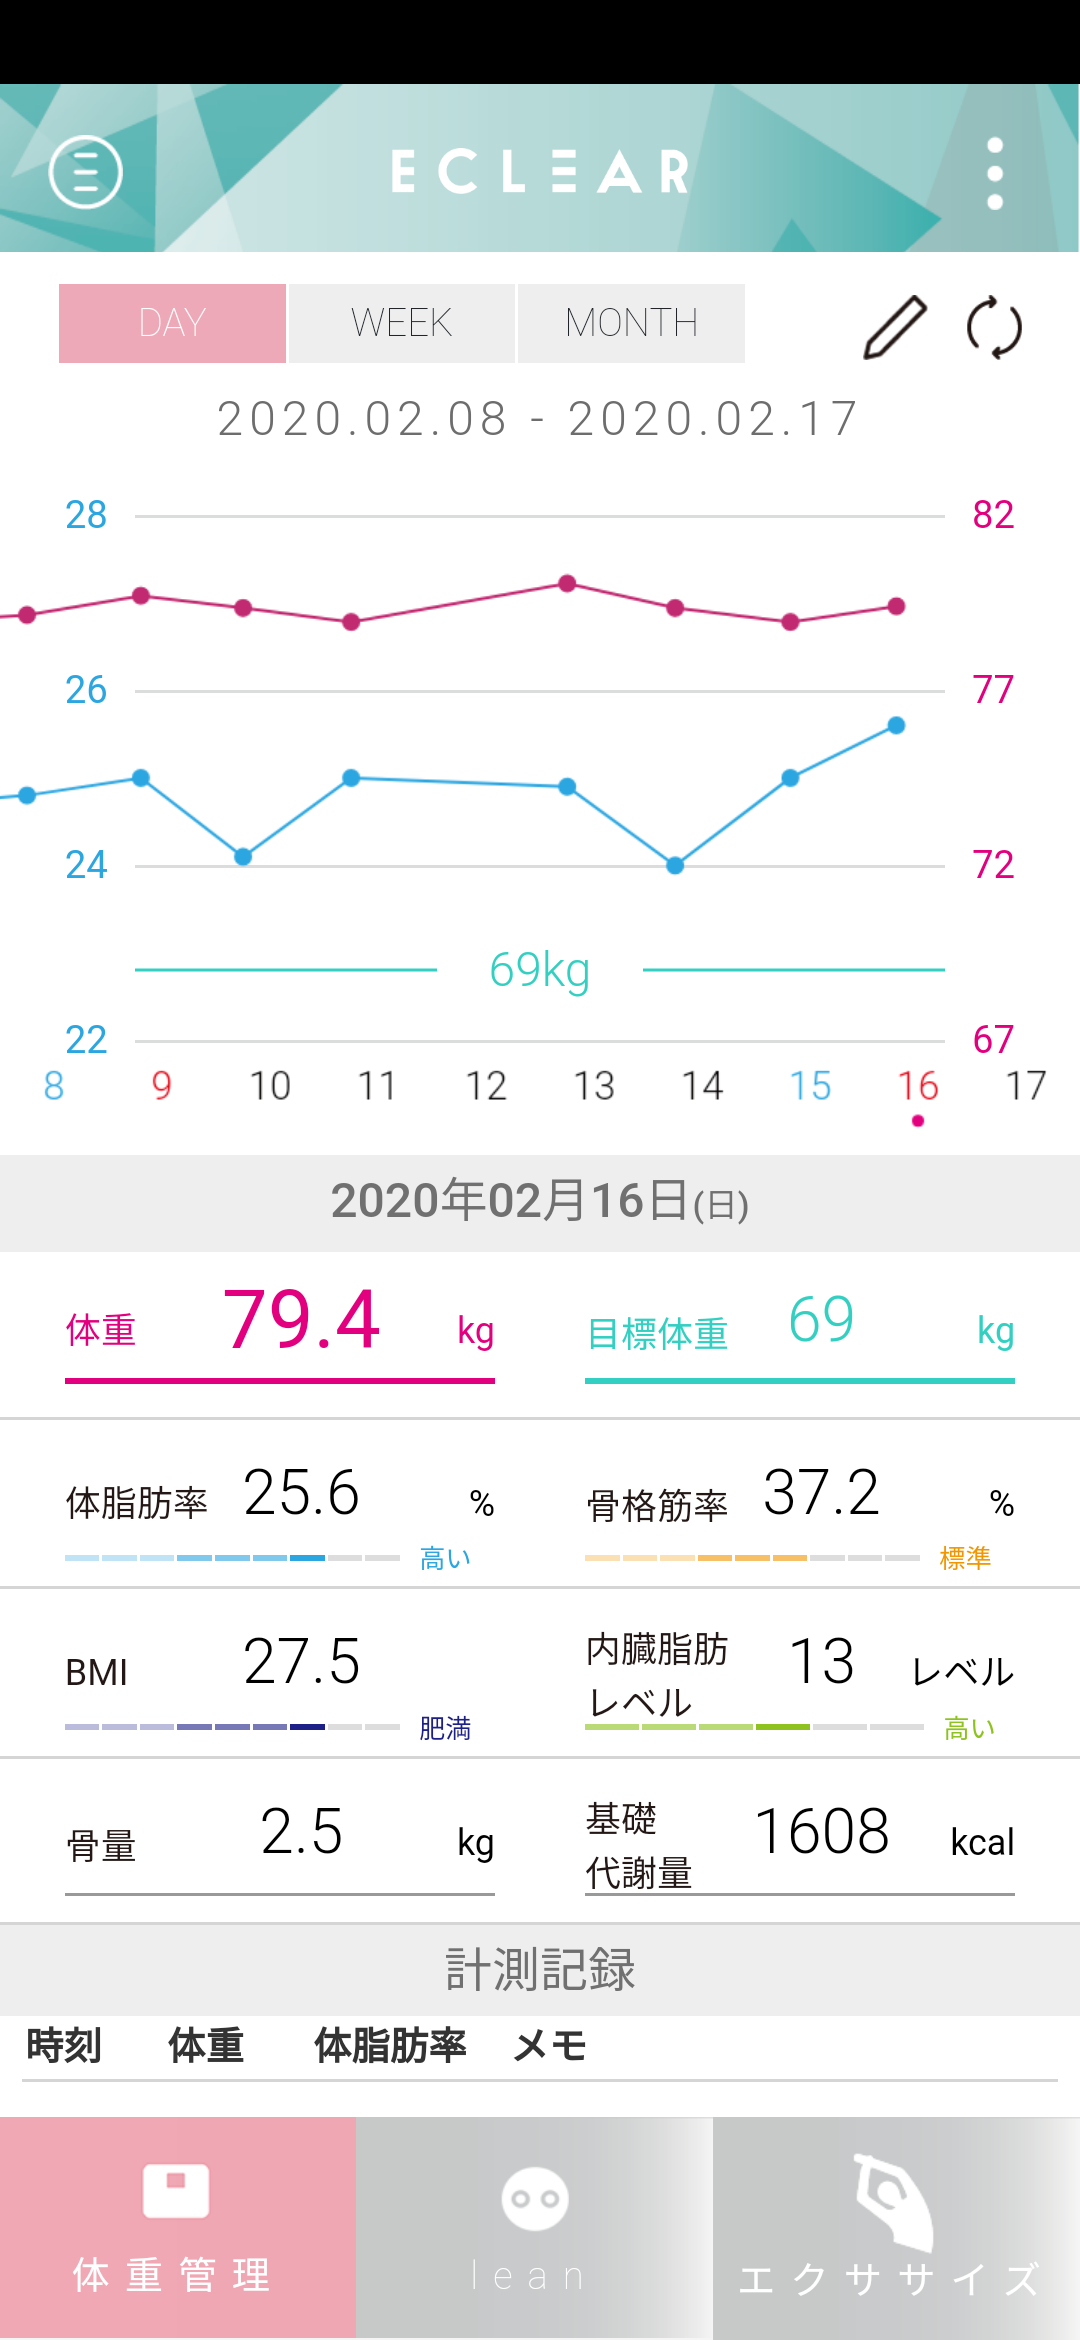 ECLEAR
DAY WEEK MONTH
2020.02.08 - 2020.02.17
28 82
26 77
24 72
69kg
22 67
8 9 10 11 12 13 14 15 16 17
2020年02月16日(日)
体重 79.4 kg 目標体重 69 kg
体脂肪率 25.6 % 骨格筋率 37.2 %
高い 標準
BMI 27.5 内臓脂肪
レベル 13 レベル
肥満 高い
骨量 2.5 kg 基礎
代謝量 1608 kcal
計測記録
時刻 体重 体脂肪率 メモ
体重管理 lean エクササイズ